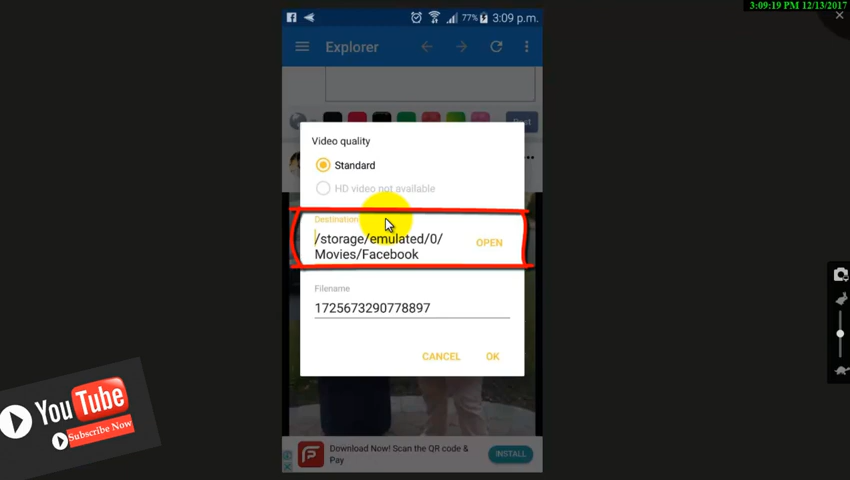 3:09:19 PM 12/13/2017
77% 3:09 p.m.
Explorer
Post
Video quality
Standard
HD video not available
Destination
/storage/emulated/0/
Movies/Facebook
OPEN
Filename
1725673290778897
CANCEL OK
YouTube
Subscribe Now
Download Now! Scan the QR code &
Pay
INSTALL